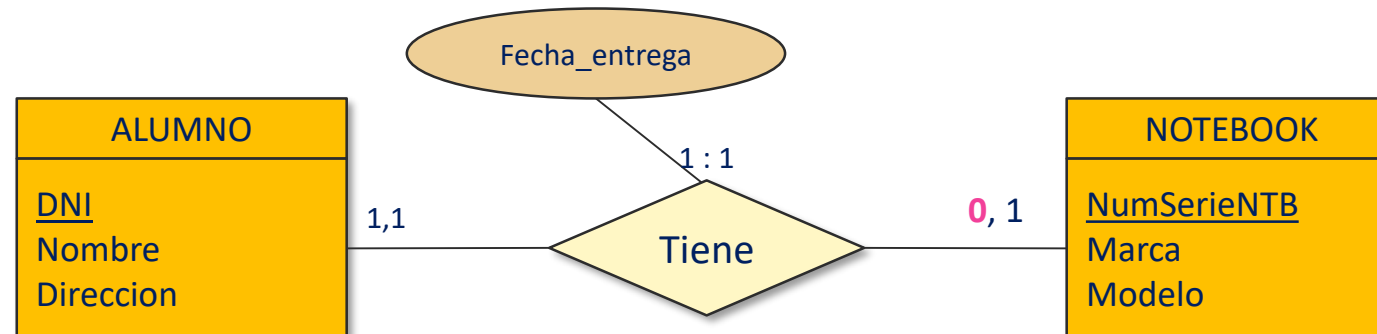 Fecha_entrega
ALUMNO
DNI
Nombre
Direccion
1,1
1 : 1
Tiene
0, 1
NOTEBOOK
NumSerieNTB
Marca
Modelo